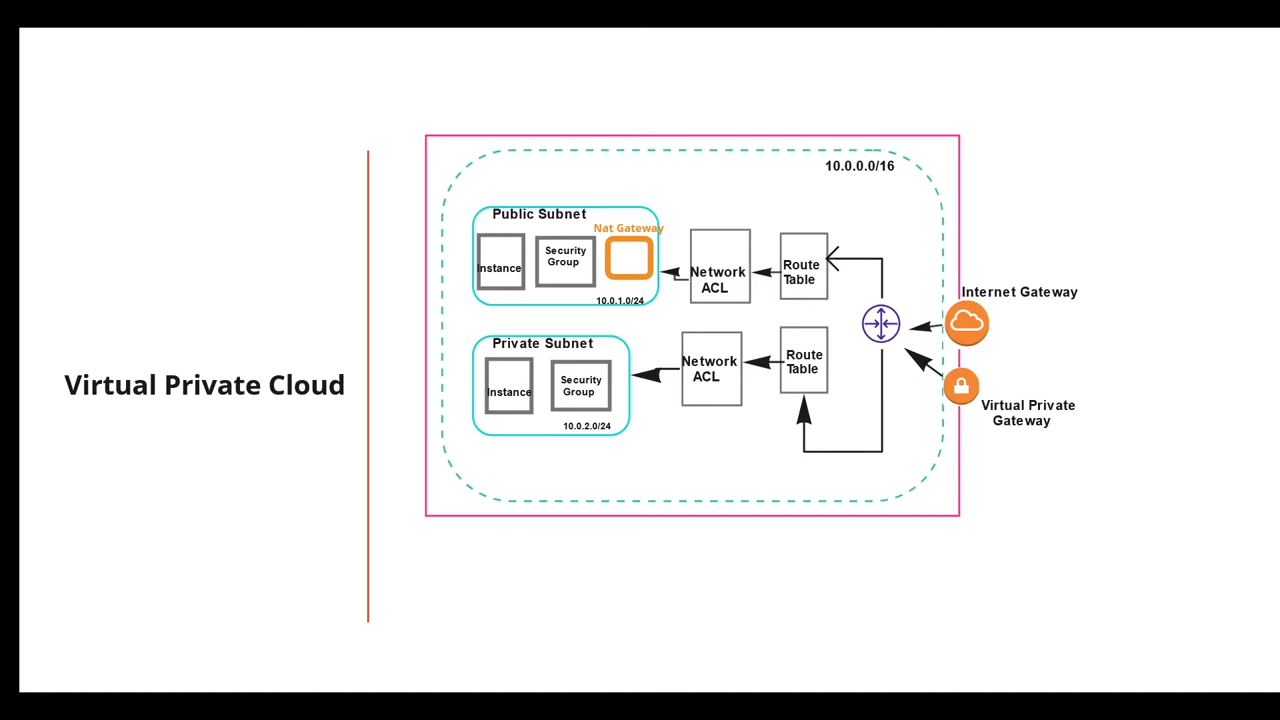 Virtual Private Cloud
10.0.0.0/16
Public Subnet
Nat Gateway
Instance
Security
Group
10.0.1.0/24
Network
ACL
Route
Table
Internet Gateway
Private Subnet
Instance
Security
Group
10.0.2.0/24
Network
ACL
Route
Table
Virtual Private
Gateway